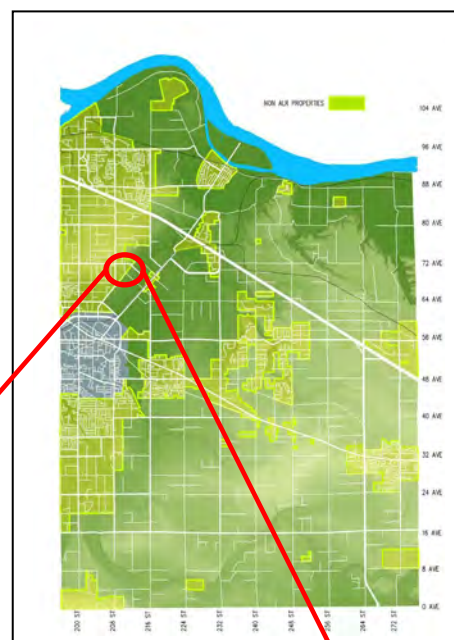 NON ALR PROPERTIES
104 AVE
96 AVE
88 AVE
80 AVE
72 AVE
64 AVE
56 AVE
48 AVE
40 AVE
32 AVE
24 AVE
16 AVE
8 AVE
0 AVE
200 ST
208 ST
216 ST
224 ST
232 ST
240 ST
248 ST
256 ST
264 ST
272 ST